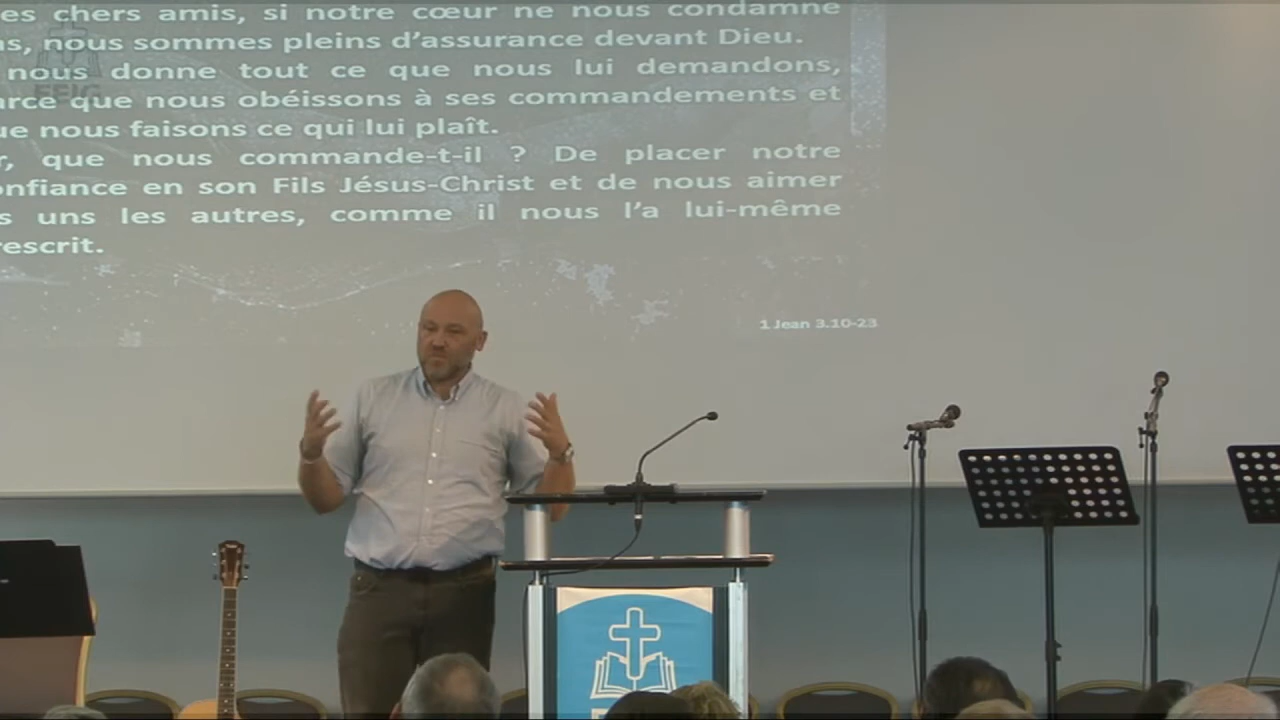 es chers amis, si notre cœur ne nous condamne
s, nous sommes pleins d’assurance devant Dieu.
nous donne tout ce que nous lui demandons,
arce que nous obéissons à ses commandements et
ue nous faisons ce qui lui plaît.
r, que nous commande-t-il ? De placer notre
onfiance en son Fils Jésus-Christ et de nous aimer
s uns les autres, comme il nous l’a lui-même
rescrit.
1 Jean 3.10-23
EEIG